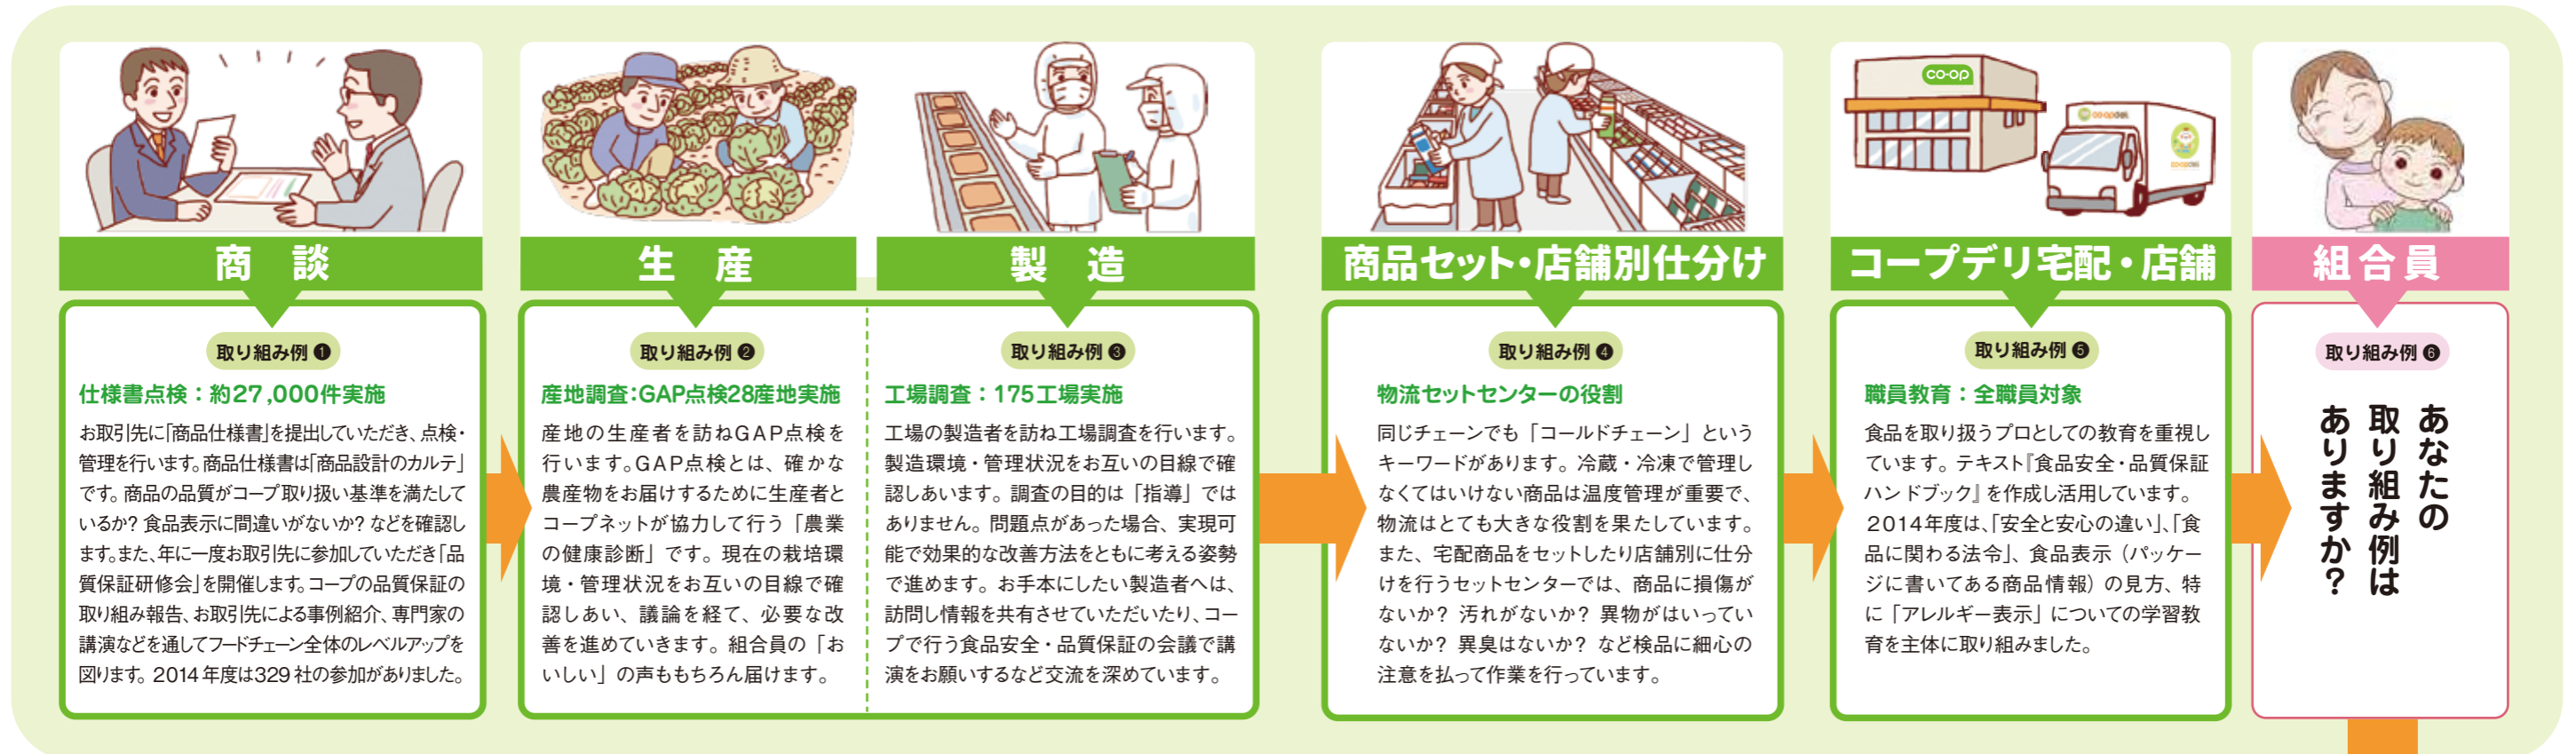 co-op
商談
取り組み例❶
仕様書点検：約27,000件実施
お取引先に「商品仕様書」を提出していただき、点検・
管理を行います。商品仕様書は「商品設計のカルテ」
です。商品の品質がコープ取り扱い基準を満たして
いるか？食品表示に間違いがないか？などを確認し
ます。また、年に一度お取引先に参加していただき「品
質保証研修会」を開催します。コープの品質保証の
取り組み報告、お取引先による事例紹介、専門家の
講演などを通してフードチェーン全体のレベルアップを
図ります。2014年度は329社の参加がありました。
生産
取り組み例❷
産地調査：GAP点検28産地実施
産地の生産者を訪ねGAP点検を
行います。GAP点検とは、確かな
農産物をお届けするために生産者と
コープネットが協力して行う「農業
の健康診断」です。現在の栽培環
境・管理状況をお互いの目線で確
認しあい、議論を経て、必要な改
善を進めていきます。組合員の「お
いしい」の声ももちろん届けます。
製造
取り組み例❸
工場調査：175工場実施
工場の製造者を訪ね工場調査を行います。
製造環境・管理状況をお互いの目線で確
認しあいます。調査の目的は「指導」では
ありません。問題点があった場合、実現可
能で効果的な改善方法をともに考える姿勢
で進めます。お手本にしたい製造者へは、
訪問し情報を共有させていただいたり、コー
プで行う食品安全・品質保証の会議で講
演をお願いするなど交流を深めています。
商品セット・店舗別仕分け
取り組み例❹
物流セットセンターの役割
同じチェーンでも「コールドチェーン」という
キーワードがあります。冷蔵・冷凍で管理し
なくてはいけない商品は温度管理が重要で、
物流はとても大きな役割を果たしています。
また、宅配商品をセットしたり店舗別に仕分
けを行うセットセンターでは、商品に損傷が
ないか？汚れがないか？異物がはいってい
ないか？異臭はないか？など検品に細心の
注意を払って作業を行っています。
コープデリ宅配・店舗
取り組み例❺
職員教育：全職員対象
食品を取り扱うプロとしての教育を重視し
ています。テキスト『食品安全・品質保証
ハンドブック』を作成し活用しています。
2014年度は、「安全と安心の違い」、「食
品に関わる法令」、食品表示（パッケー
ジに書いてある商品情報）の見方、特
に「アレルギー表示」についての学習教
育を主体に取り組みました。
組合員
取り組み例❻
あなたの
取り組み例は
ありますか？